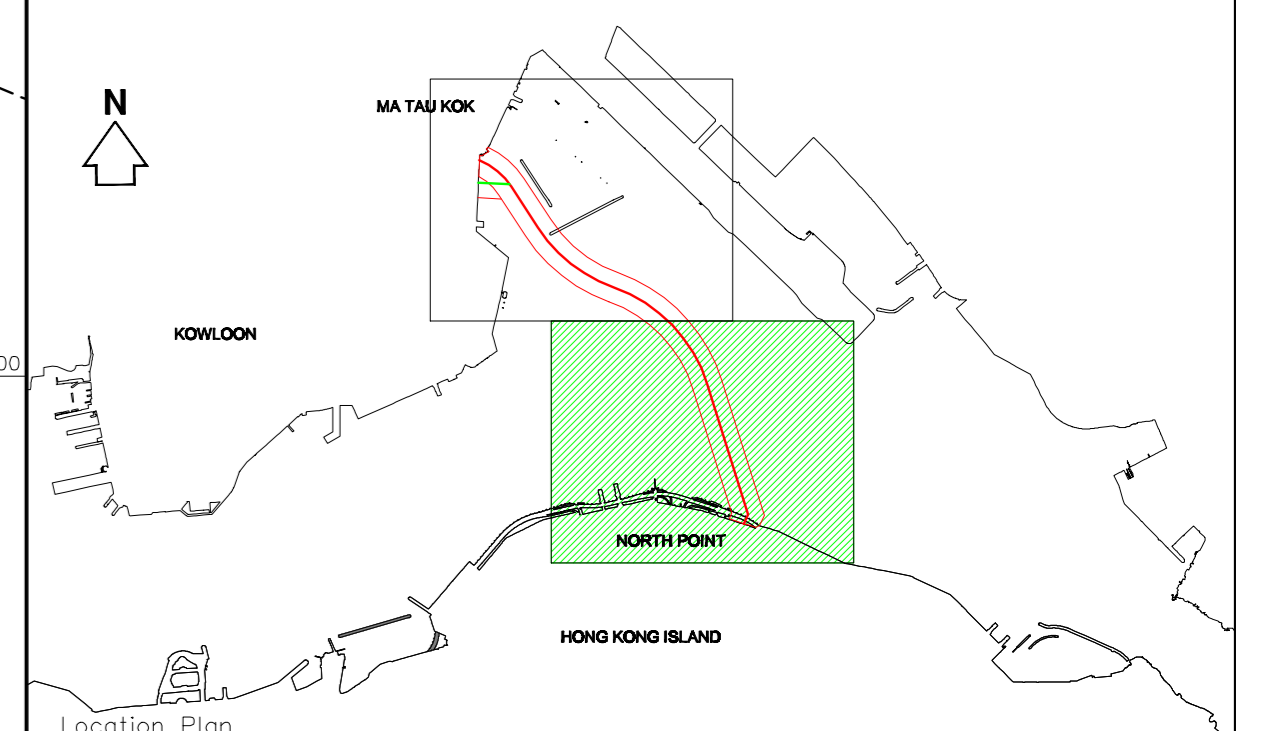 N
MA TAU KOK
KOWLOON
00
NORTH POINT
HONG KONG ISLAND
Location Plan